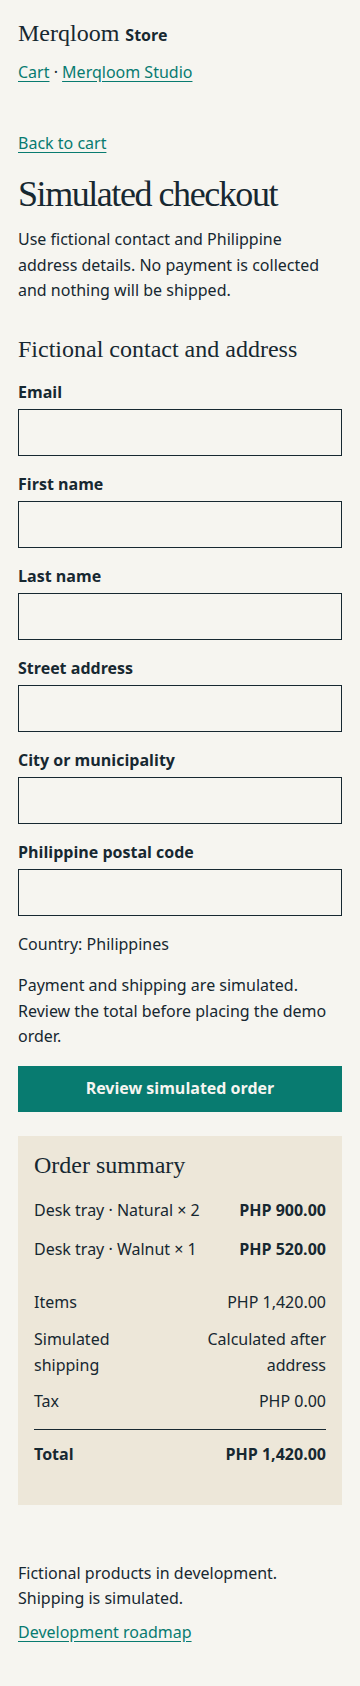 Merqloom Store
Cart · Merqloom Studio
Back to cart
Simulated checkout
Use fictional contact and Philippine
address details. No payment is collected
and nothing will be shipped.
Fictional contact and address
Email
First name
Last name
Street address
City or municipality
Philippine postal code
Country: Philippines
Payment and shipping are simulated.
Review the total before placing the demo
order.
Review simulated order
Order summary
Desk tray · Natural × 2 PHP 900.00
Desk tray · Walnut × 1 PHP 520.00
Items PHP 1,420.00
Simulated Calculated after
shipping address
Tax PHP 0.00
Total PHP 1,420.00
Fictional products in development.
Shipping is simulated.
Development roadmap